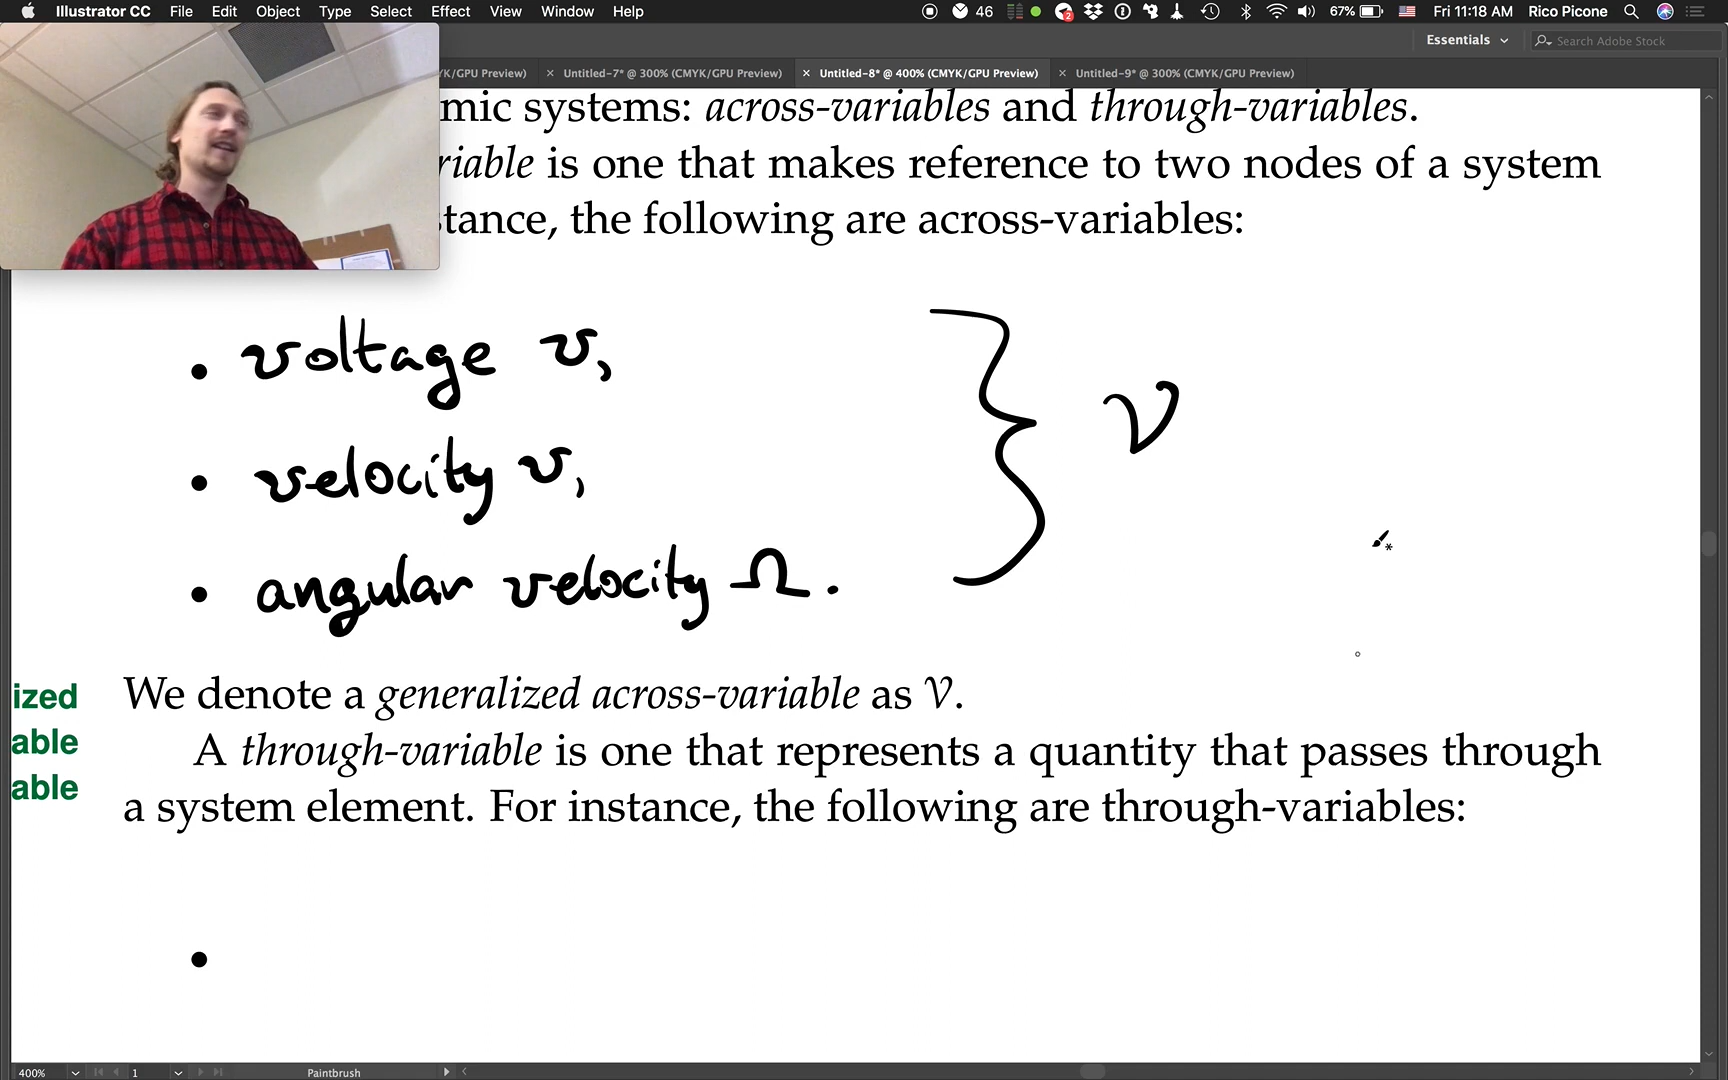 Illustrator CC File Edit Object Type Select Effect View Window Help 46 2 67% Fri 11:18 AM Rico Picone
Essentials Search Adobe Stock
YK/GPU Preview) × Untitled-7* @ 300% (CMYK/GPU Preview) × Untitled-8* @ 400% (CMYK/GPU Preview) × Untitled-9* @ 300% (CMYK/GPU Preview)
mic systems: across-variables and through-variables.
riable is one that makes reference to two nodes of a system
stance, the following are across-variables:
• voltage v,
• velocity v,
• angular velocity Ω.
𝒱
ized
able
able
We denote a generalized across-variable as 𝒱.
A through-variable is one that represents a quantity that passes through
a system element. For instance, the following are through-variables:
•
400% 1 Paintbrush